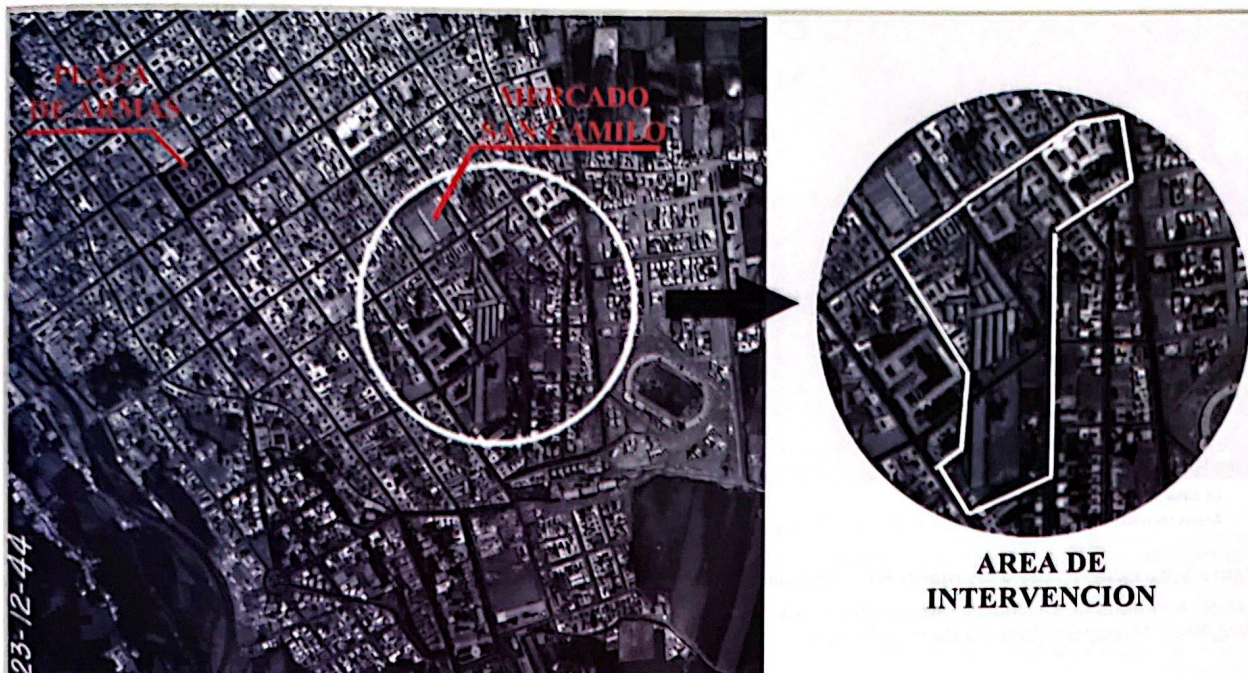 PLAZA
DE ARMAS
MERCADO
SAN CAMILO
23-12-44
AREA DE
INTERVENCION